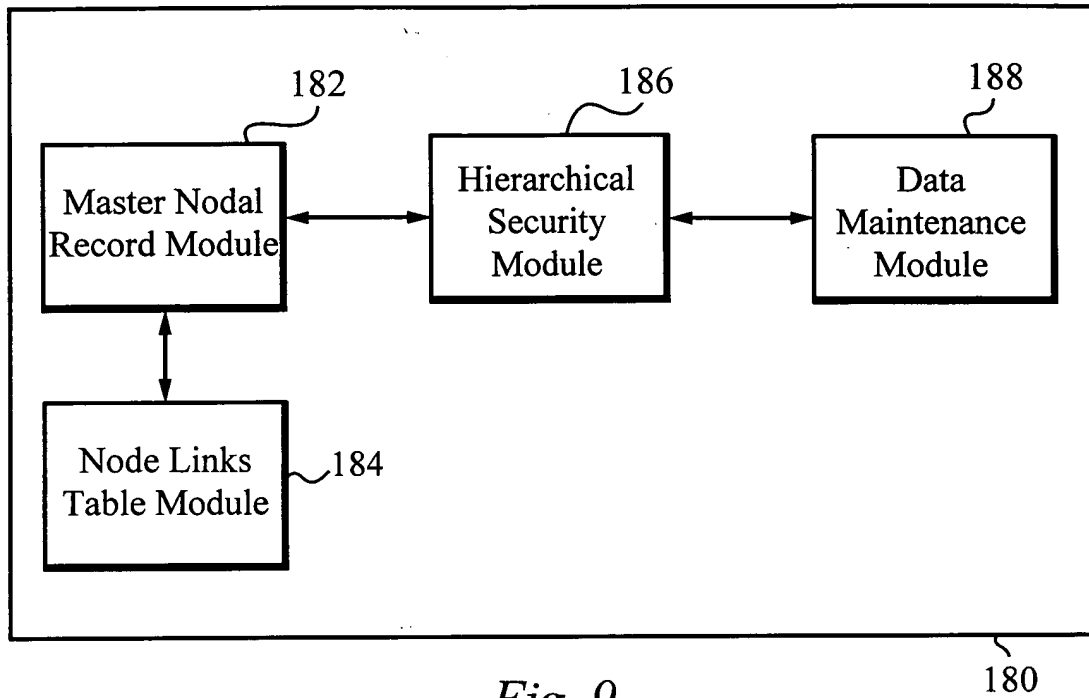 182
186
188
Master Nodal
Record Module
Hierarchical
Security
Module
Data
Maintenance
Module
Node Links
Table Module
184
180
Fig. 9